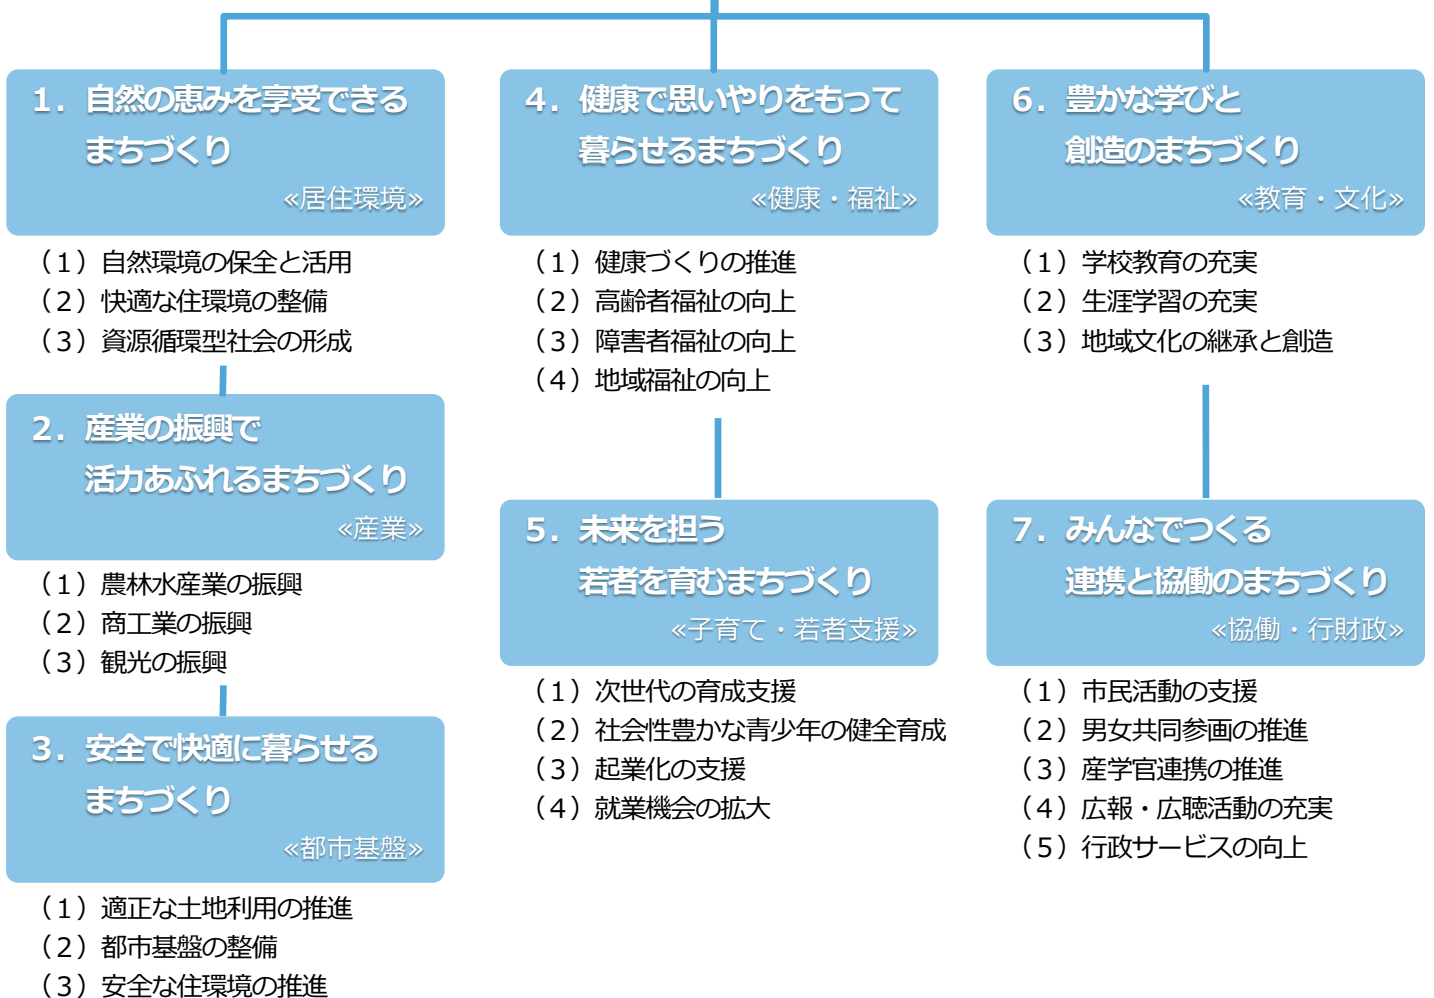 １．自然の恵みを享受できる
まちづくり
«居住環境»
（１）自然環境の保全と活用
（２）快適な住環境の整備
（３）資源循環型社会の形成
２．産業の振興で
活力あふれるまちづくり
«産業»
（１）農林水産業の振興
（２）商工業の振興
（３）観光の振興
３．安全で快適に暮らせる
まちづくり
«都市基盤»
（１）適正な土地利用の推進
（２）都市基盤の整備
（３）安全な住環境の推進
４．健康で思いやりをもって
暮らせるまちづくり
«健康・福祉»
（１）健康づくりの推進
（２）高齢者福祉の向上
（３）障害者福祉の向上
（４）地域福祉の向上
５．未来を担う
若者を育むまちづくり
«子育て・若者支援»
（１）次世代の育成支援
（２）社会性豊かな青少年の健全育成
（３）起業化の支援
（４）就業機会の拡大
６．豊かな学びと
創造のまちづくり
«教育・文化»
（１）学校教育の充実
（２）生涯学習の充実
（３）地域文化の継承と創造
７．みんなでつくる
連携と協働のまちづくり
«協働・行財政»
（１）市民活動の支援
（２）男女共同参画の推進
（３）産学官連携の推進
（４）広報・広聴活動の充実
（５）行政サービスの向上